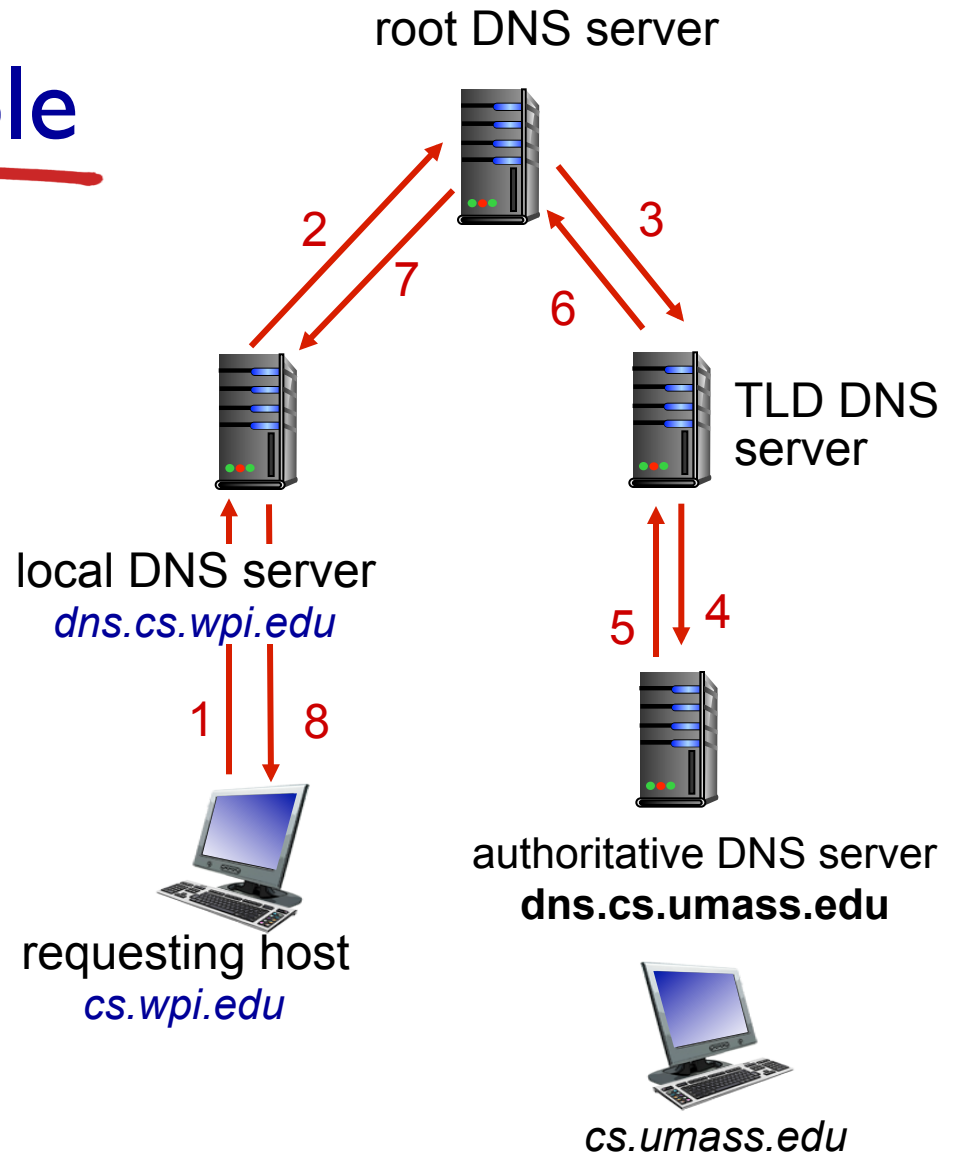 root DNS server
le
2
3
7
6
TLD DNS
server
local DNS server
dns.cs.wpi.edu
5
4
1
8
authoritative DNS server
dns.cs.umass.edu
requesting host
cs.wpi.edu
cs.umass.edu